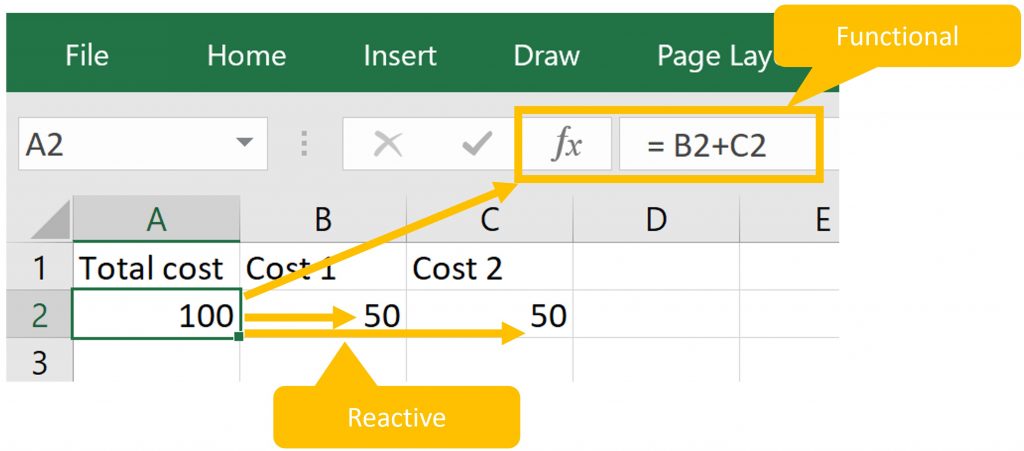 Functional
File Home Insert Draw Page Lay
A2 fx = B2+C2
A B C D E
1 Total cost Cost 1 Cost 2
2 100 50 50
3
Reactive